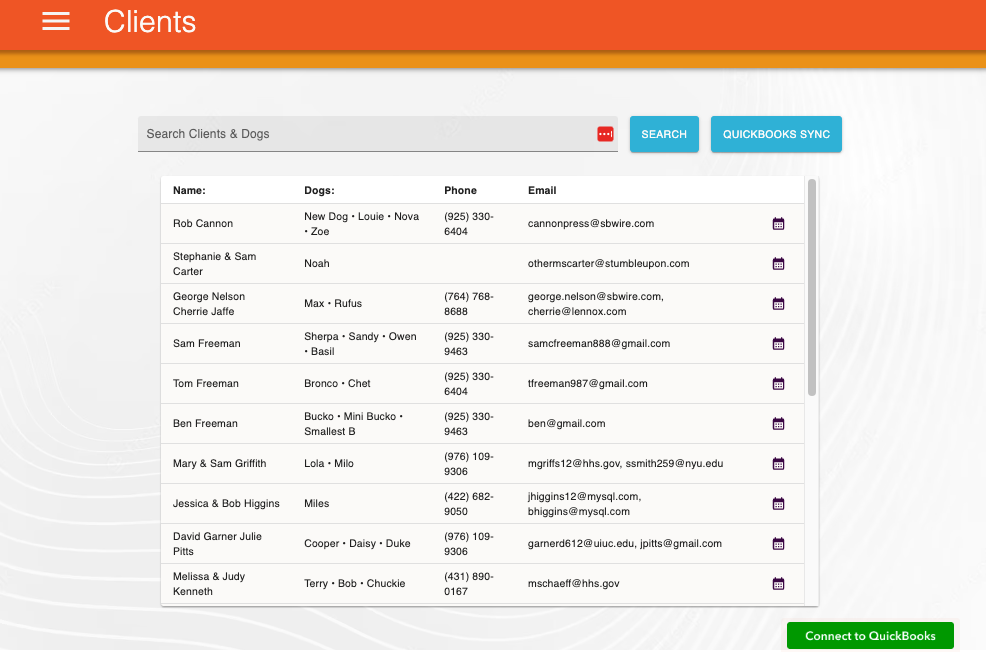 Clients
Search Clients & Dogs
SEARCH
QUICKBOOKS SYNC
Name: Dogs: Phone Email
Rob Cannon New Dog • Louie • Nova • Zoe (925) 330-6404 cannonpress@sbwire.com
Stephanie & Sam Carter Noah othermscarter@stumbleupon.com
George Nelson Cherrie Jaffe Max • Rufus (764) 768-8688 george.nelson@sbwire.com, cherrie@lennox.com
Sam Freeman Sherpa • Sandy • Owen • Basil (925) 330-9463 samcfreeman888@gmail.com
Tom Freeman Bronco • Chet (925) 330-6404 tfreeman987@gmail.com
Ben Freeman Bucko • Mini Bucko • Smallest B (925) 330-9463 ben@gmail.com
Mary & Sam Griffith Lola • Milo (976) 109-9306 mgriffs12@hhs.gov, ssmith259@nyu.edu
Jessica & Bob Higgins Miles (422) 682-9050 jhiggins12@mysql.com, bhiggins@mysql.com
David Garner Julie Pitts Cooper • Daisy • Duke (976) 109-9306 garnerd612@uiuc.edu, jpitts@gmail.com
Melissa & Judy Kenneth Terry • Bob • Chuckie (431) 890-0167 mschaeff@hhs.gov
Connect to QuickBooks